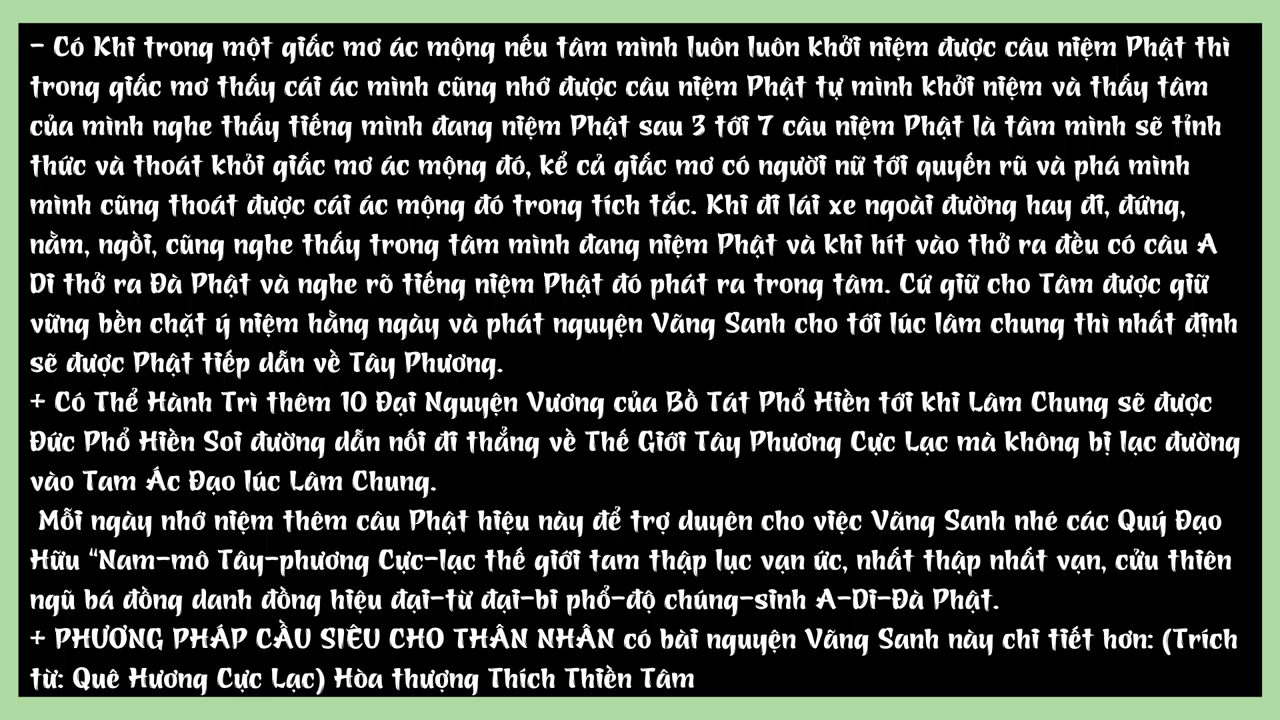 - Có Khi trong một giấc mơ ác mộng nếu tâm mình luôn luôn khởi niệm được câu niệm Phật thì
trong giấc mơ thấy cái ác mình cũng nhớ được câu niệm Phật tự mình khởi niệm và thấy tâm
của mình nghe thấy tiếng mình đang niệm Phật sau 3 tới 7 câu niệm Phật là tâm mình sẽ tỉnh
thức và thoát khỏi giấc mơ ác mộng đó, kể cả giấc mơ có người nữ tới quyến rũ và phá mình
mình cũng thoát được cái ác mộng đó trong tích tắc. Khi đi lái xe ngoài đường hay đi, đứng,
nằm, ngồi, cũng nghe thấy trong tâm mình đang niệm Phật và khi hít vào thở ra đều có câu A
Di thở ra Đà Phật và nghe rõ tiếng niệm Phật đó phát ra trong tâm. Cứ giữ cho Tâm được giữ
vững bền chặt ý niệm hằng ngày và phát nguyện Vãng Sanh cho tới lúc lâm chung thì nhất định
sẽ được Phật tiếp dẫn về Tây Phương.
+ Có Thể Hành Trì thêm 10 Đại Nguyện Vương của Bồ Tát Phổ Hiền tới khi Lâm Chung sẽ được
Đức Phổ Hiền Soi đường dẫn nối đi thẳng về Thế Giới Tây Phương Cực Lạc mà không bị lạc đường
vào Tam Ác Đạo lúc Lâm Chung.
Mỗi ngày nhớ niệm thêm câu Phật hiệu này để trợ duyên cho việc Vãng Sanh nhé các Quý Đạo
Hữu “Nam-mô Tây-phương Cực-lạc thế giới tam thập lục vạn ức, nhất thập nhất vạn, cửu thiên
ngũ bá đồng danh đồng hiệu đại-từ đại-bi phổ-độ chúng-sinh A-Di-Đà Phật.
+ PHƯƠNG PHÁP CẦU SIÊU CHO THÂN NHÂN có bài nguyện Vãng Sanh này chi tiết hơn: (Trích
từ: Quê Hương Cực Lạc) Hòa thượng Thích Thiền Tâm